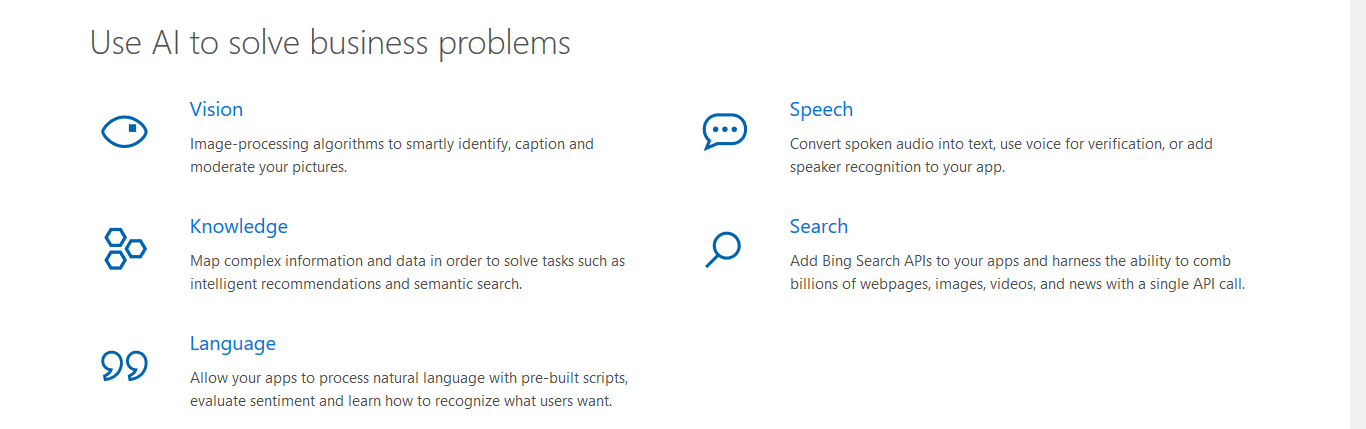 Use AI to solve business problems
Vision
Image-processing algorithms to smartly identify, caption and
moderate your pictures.
Speech
Convert spoken audio into text, use voice for verification, or add
speaker recognition to your app.
Knowledge
Map complex information and data in order to solve tasks such as
intelligent recommendations and semantic search.
Search
Add Bing Search APIs to your apps and harness the ability to comb
billions of webpages, images, videos, and news with a single API call.
Language
Allow your apps to process natural language with pre-built scripts,
evaluate sentiment and learn how to recognize what users want.